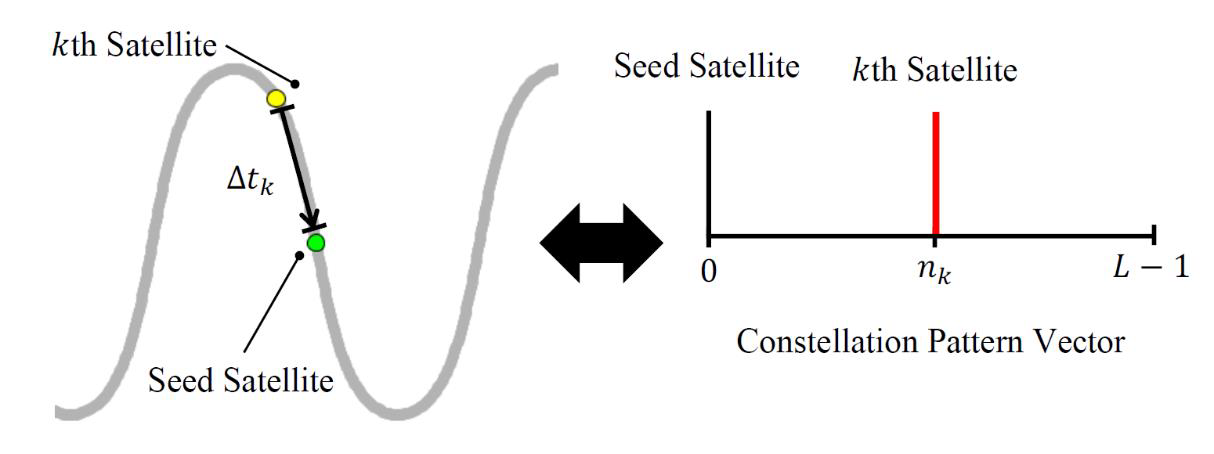 kth Satellite
Δt_k
Seed Satellite
Seed Satellite
kth Satellite
0
n_k
L − 1
Constellation Pattern Vector